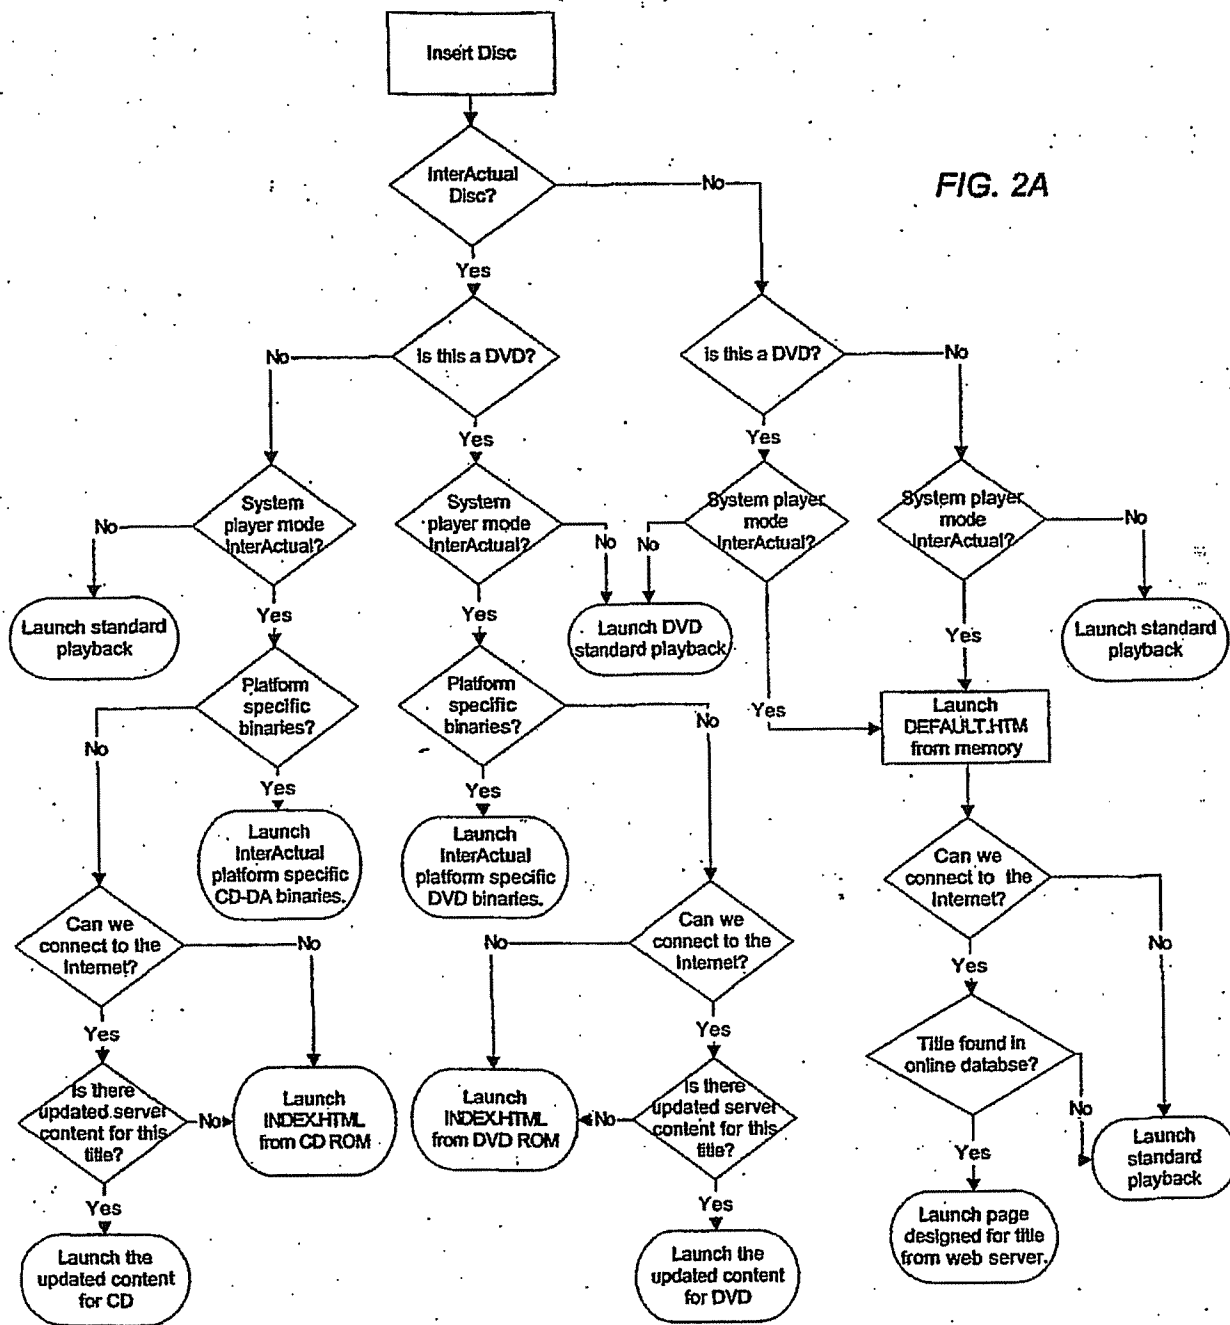 Insert Disc
InterActual
Disc?
No
FIG. 2A
Yes
No
is this a DVD?
is this a DVD?
No
Yes
Yes
System
player mode
InterActual?
System
player mode
InterActual?
System player
mode
InterActual?
System player
mode
InterActual?
No
No
No
No
Yes
Yes
Launch standard
playback
Launch DVD
standard playback
Yes
Launch standard
playback
Platform
specific
binaries?
Platform
specific
binaries?
Yes
Launch
DEFAULT.HTM
from memory
No
No
Yes
Yes
Launch
InterActual
platform specific
CD-DA binaries.
Launch
InterActual
platform specific
DVD binaries.
Can we
connect to the
Internet?
Can we
connect to the
Internet?
No
No
Can we
connect to the
Internet?
No
Yes
Yes
Yes
Title found in
online databse?
Is there
updated server
content for this
title?
No
Launch
INDEX.HTML
from CD ROM
Launch
INDEX.HTML
from DVD ROM
No
Is there
updated server
content for this
title?
No
Launch
standard
playback
Yes
Yes
Yes
Launch the
updated content
for CD
Launch the
updated content
for DVD
Launch page
designed for title
from web server.